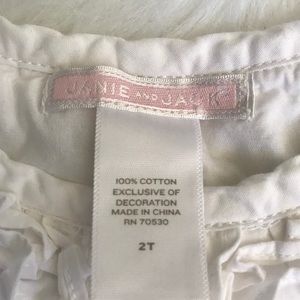 JANIE AND JACK
100% COTTON
EXCLUSIVE OF
DECORATION
MADE IN CHINA
RN 70530
2T